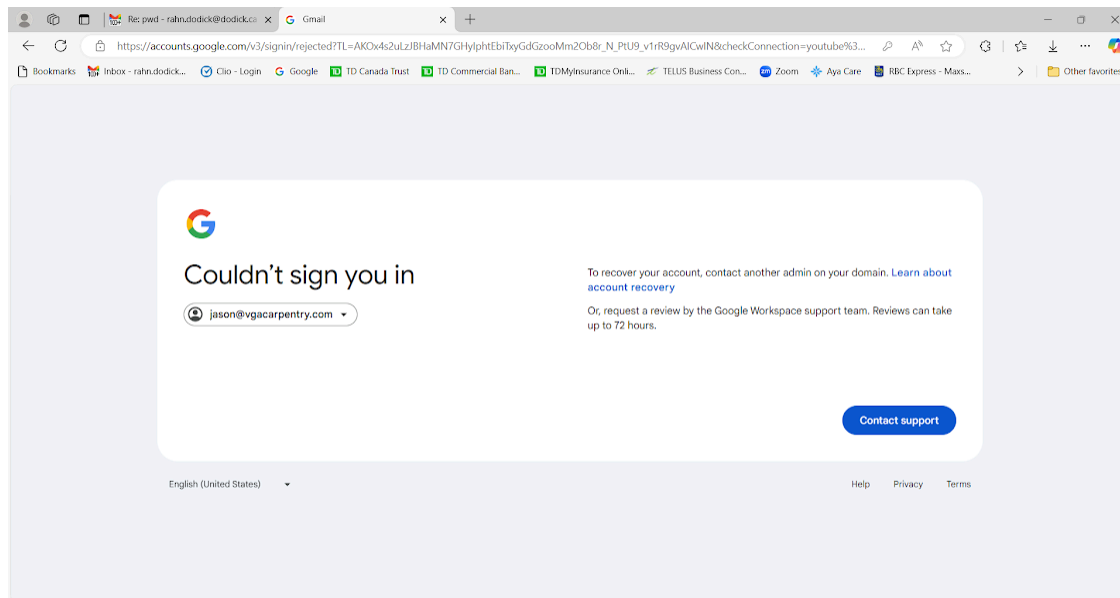 Re: pwd - rahn.dodick@dodick.ca
Gmail
https://accounts.google.com/v3/signin/rejected?TL=
Bookmarks
Inbox - rahn.dodick...
Clio - Login
Google
TD Canada Trust
TD Commercial Ban...
TDMyInsurance Onli...
TELUS Business Con...
zm Zoom
Aya Care
RBC Express - Maxs...
Other favorites
Couldn't sign you in
jason@vgacarpentry.com
To recover your account, contact another admin on your domain. Learn about
account recovery
Or, request a review by the Google Workspace support team. Reviews can take
up to 72 hours.
Contact support
English (United States)
Help
Privacy
Terms